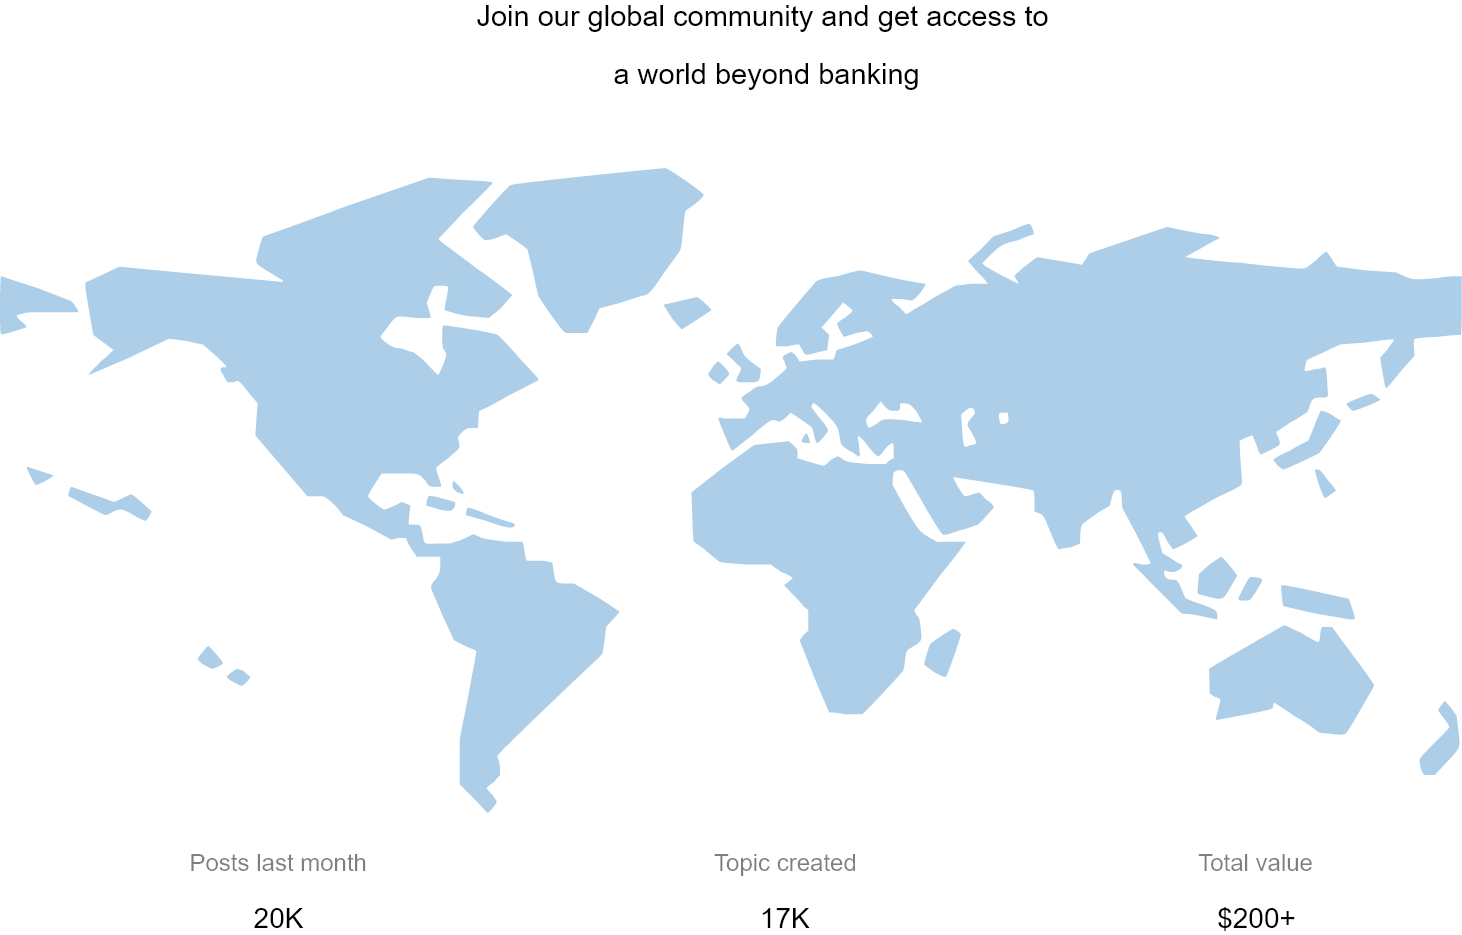 Join our global community and get access to
a world beyond banking
Posts last month
Topic created
Total value
20K
17K
$200+